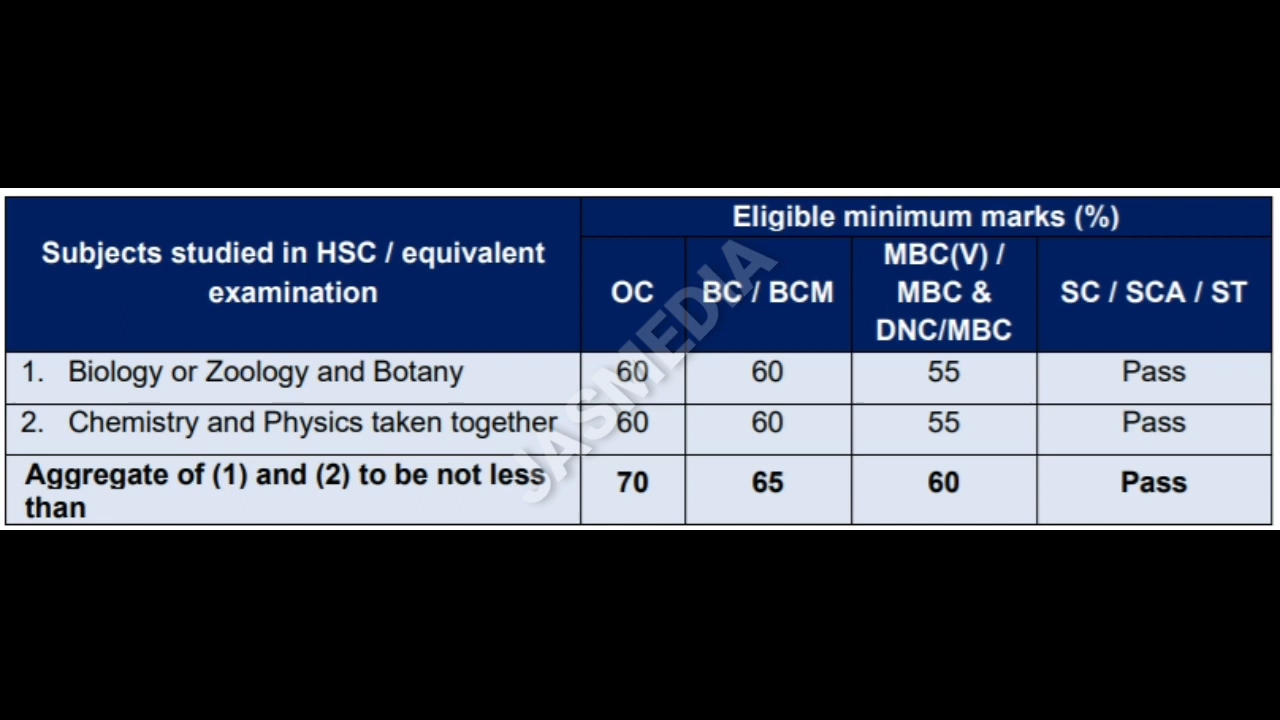 Subjects studied in HSC / equivalent
examination
Eligible minimum marks (%)
OC
BC / BCM
MBC(V) /
MBC &
DNC/MBC
SC / SCA / ST
1. Biology or Zoology and Botany 60 60 55 Pass
2. Chemistry and Physics taken together 60 60 55 Pass
Aggregate of (1) and (2) to be not less
than
70 65 60 Pass
JASMEDIA